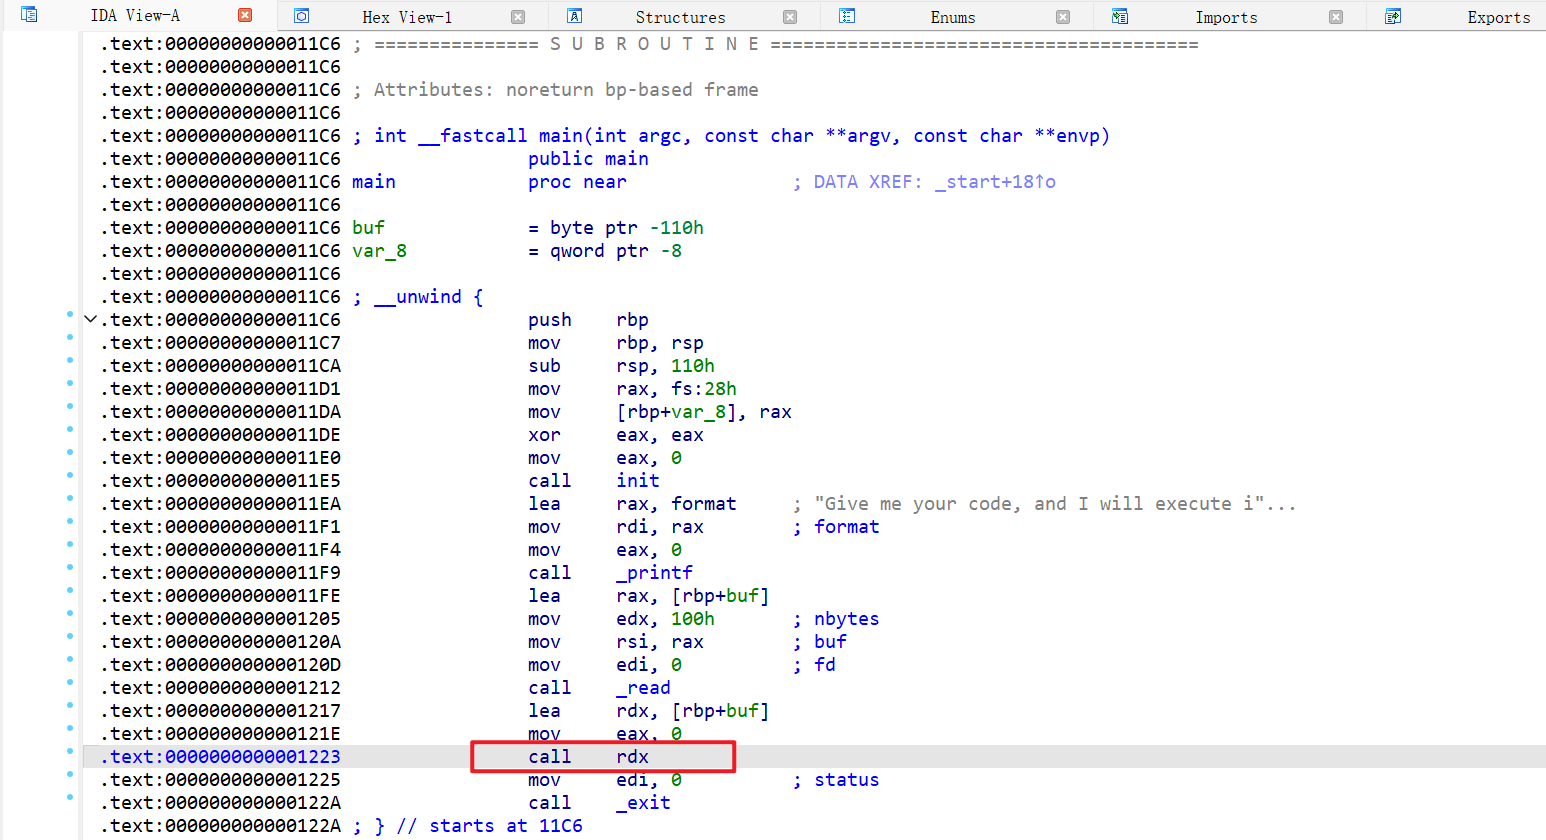 IDA View-A Hex View-1 Structures Enums Imports Exports
.text:00000000000011C6 ; =============== S U B R O U T I N E =======================================
.text:00000000000011C6
.text:00000000000011C6 ; Attributes: noreturn bp-based frame
.text:00000000000011C6
.text:00000000000011C6 ; int __fastcall main(int argc, const char **argv, const char **envp)
.text:00000000000011C6 public main
.text:00000000000011C6 main proc near ; DATA XREF: _start+18↑o
.text:00000000000011C6
.text:00000000000011C6 buf = byte ptr -110h
.text:00000000000011C6 var_8 = qword ptr -8
.text:00000000000011C6
.text:00000000000011C6 ; __unwind {
.text:00000000000011C6 push rbp
.text:00000000000011C7 mov rbp, rsp
.text:00000000000011CA sub rsp, 110h
.text:00000000000011D1 mov rax, fs:28h
.text:00000000000011DA mov [rbp+var_8], rax
.text:00000000000011DE xor eax, eax
.text:00000000000011E0 mov eax, 0
.text:00000000000011E5 call init
.text:00000000000011EA lea rax, format ; "Give me your code, and I will execute i"...
.text:00000000000011F1 mov rdi, rax ; format
.text:00000000000011F4 mov eax, 0
.text:00000000000011F9 call _printf
.text:00000000000011FE lea rax, [rbp+buf]
.text:0000000000001205 mov edx, 100h ; nbytes
.text:000000000000120A mov rsi, rax ; buf
.text:000000000000120D mov edi, 0 ; fd
.text:0000000000001212 call _read
.text:0000000000001217 lea rdx, [rbp+buf]
.text:000000000000121E mov eax, 0
.text:0000000000001223 call rdx
.text:0000000000001225 mov edi, 0 ; status
.text:000000000000122A call _exit
.text:000000000000122A ; } // starts at 11C6